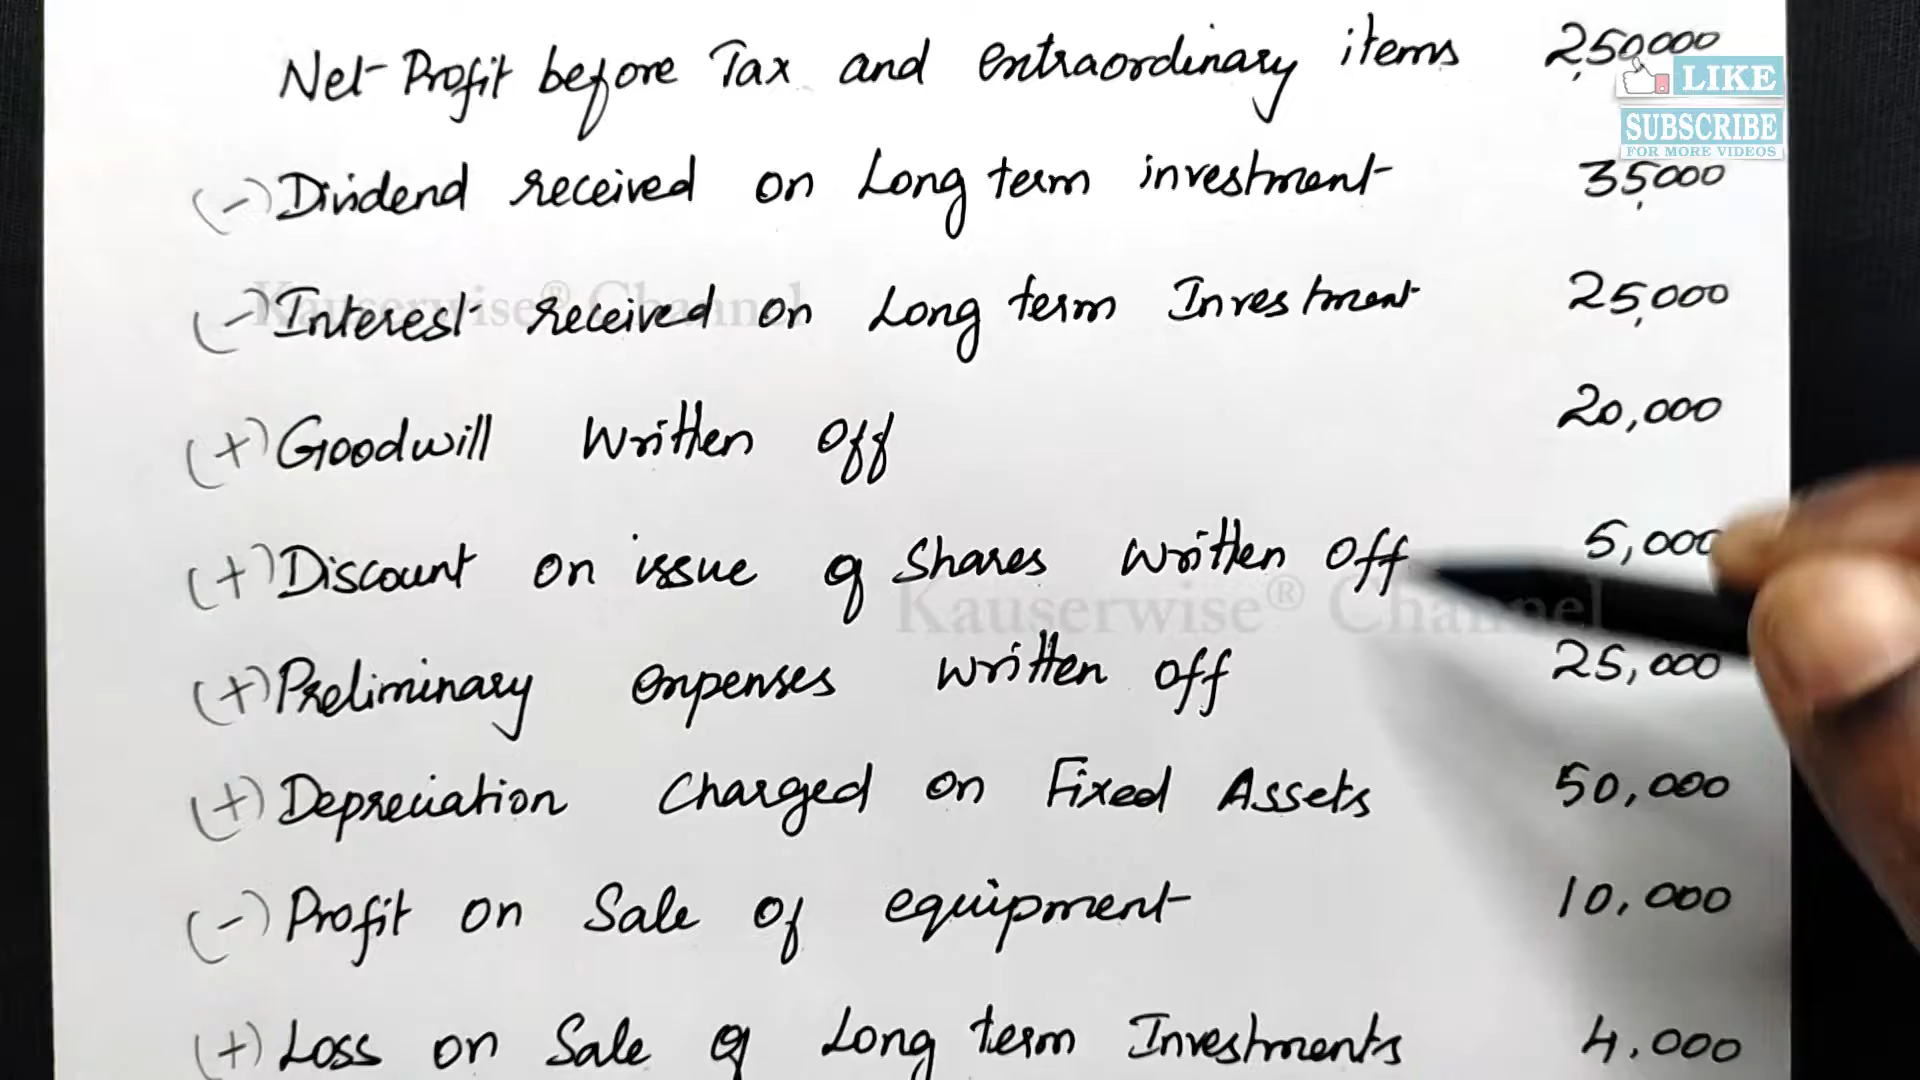 Net Profit before Tax and extraordinary items 2,50000
LIKE
SUBSCRIBE
FOR MORE VIDEOS
(-) Dividend received on Long term investment 35,000
Kauserwise® Channel
(-) Interest received on Long term Investment 25,000
(+) Goodwill Written Off 20,000
(+) Discount on issue of Shares Written Off 5,000
Kauserwise® Channel
(+) Preliminary expenses written off 25,000
(+) Depreciation Charged on Fixed Assets 50,000
(-) Profit on Sale of equipment 10,000
(+) Loss on Sale of Long term Investments 4,000